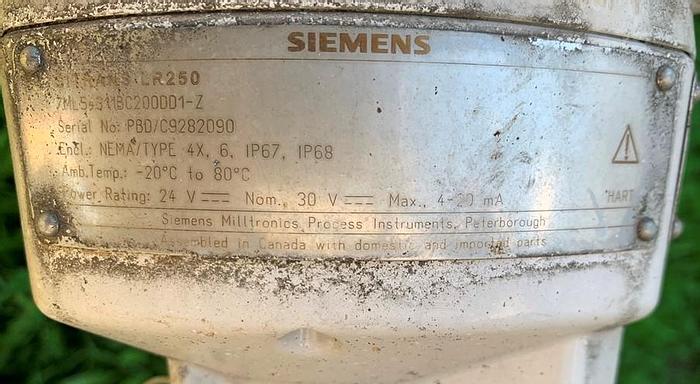 SIEMENS
SITRANS LR250
Serial No: PBD/C9282090
Encl.: NEMA/TYPE 4X, 6, IP67, IP68
Amb.Temp.: -20°C to 80°C
Power Rating: 24 V ⎓ Nom., 30 V ⎓ Max., 4-20 mA
HART
Siemens Milltronics Process Instruments, Peterborough
Assembled in Canada with domestic and imported parts